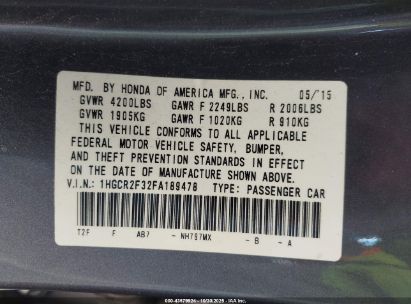 MFD. BY HONDA OF AMERICA MFG., INC. 05/15
GVWR 4200LBS GAWR F 2249LBS R 2006LBS
GVWR 1905KG GAWR F 1020KG R 910KG
THIS VEHICLE CONFORMS TO ALL APPLICABLE
FEDERAL MOTOR VEHICLE SAFETY, BUMPER,
AND THEFT PREVENTION STANDARDS IN EFFECT
ON THE DATE OF MANUFACTURE SHOWN ABOVE.
V.I.N.: 1HGCR2F32FA189478 TYPE: PASSENGER CAR
T2F F AB7 - NH797MX - B - A